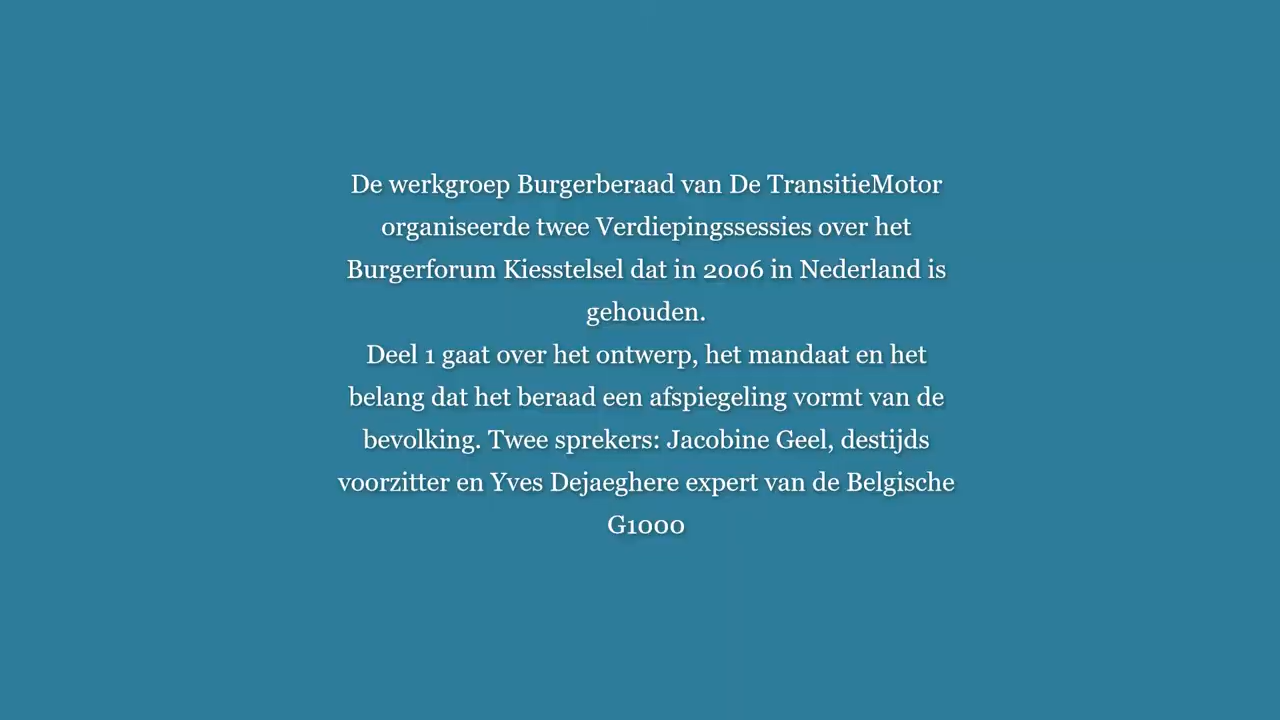 De werkgroep Burgerberaad van De TransitieMotor
organiseerde twee Verdiepingssessies over het
Burgerforum Kiesstelsel dat in 2006 in Nederland is
gehouden.
Deel 1 gaat over het ontwerp, het mandaat en het
belang dat het beraad een afspiegeling vormt van de
bevolking. Twee sprekers: Jacobine Geel, destijds
voorzitter en Yves Dejaeghere expert van de Belgische
G1000